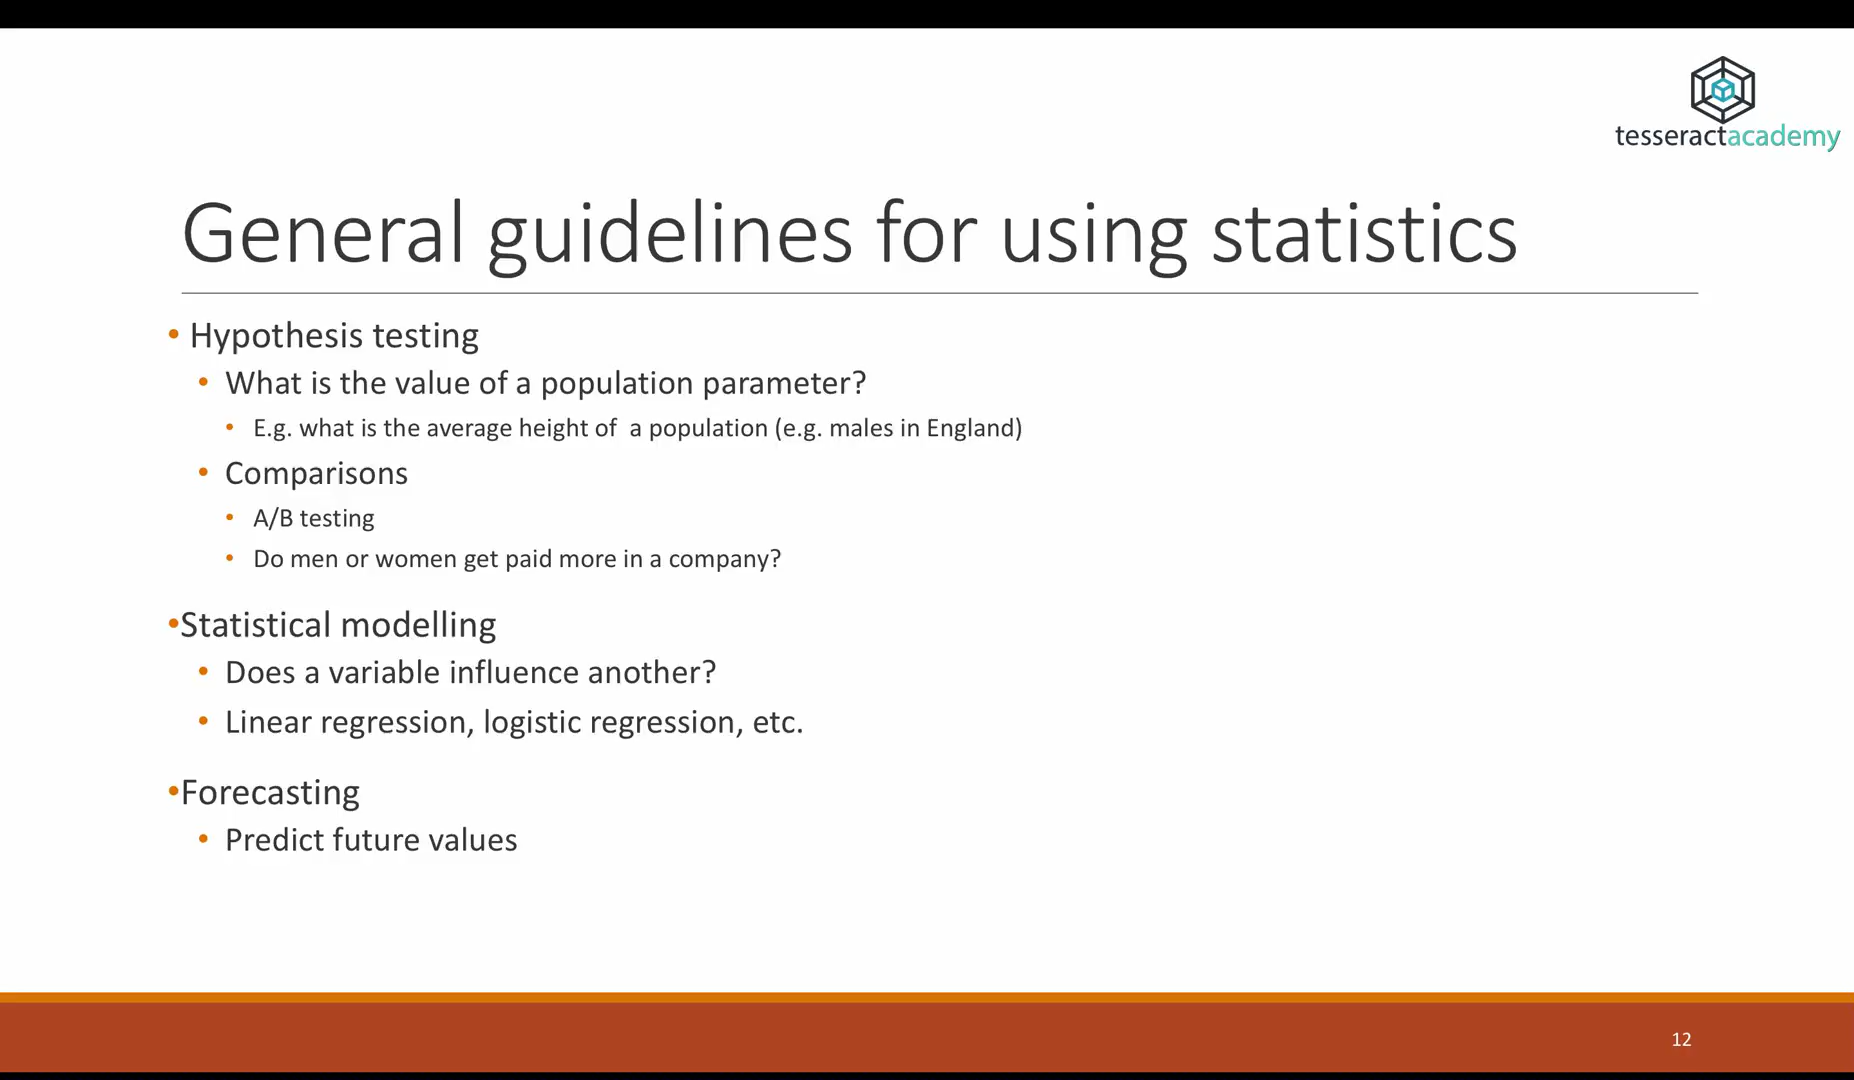 tesseractacademy
General guidelines for using statistics
• Hypothesis testing
• What is the value of a population parameter?
• E.g. what is the average height of  a population (e.g. males in England)
• Comparisons
• A/B testing
• Do men or women get paid more in a company?
•Statistical modelling
• Does a variable influence another?
• Linear regression, logistic regression, etc.
•Forecasting
• Predict future values
12